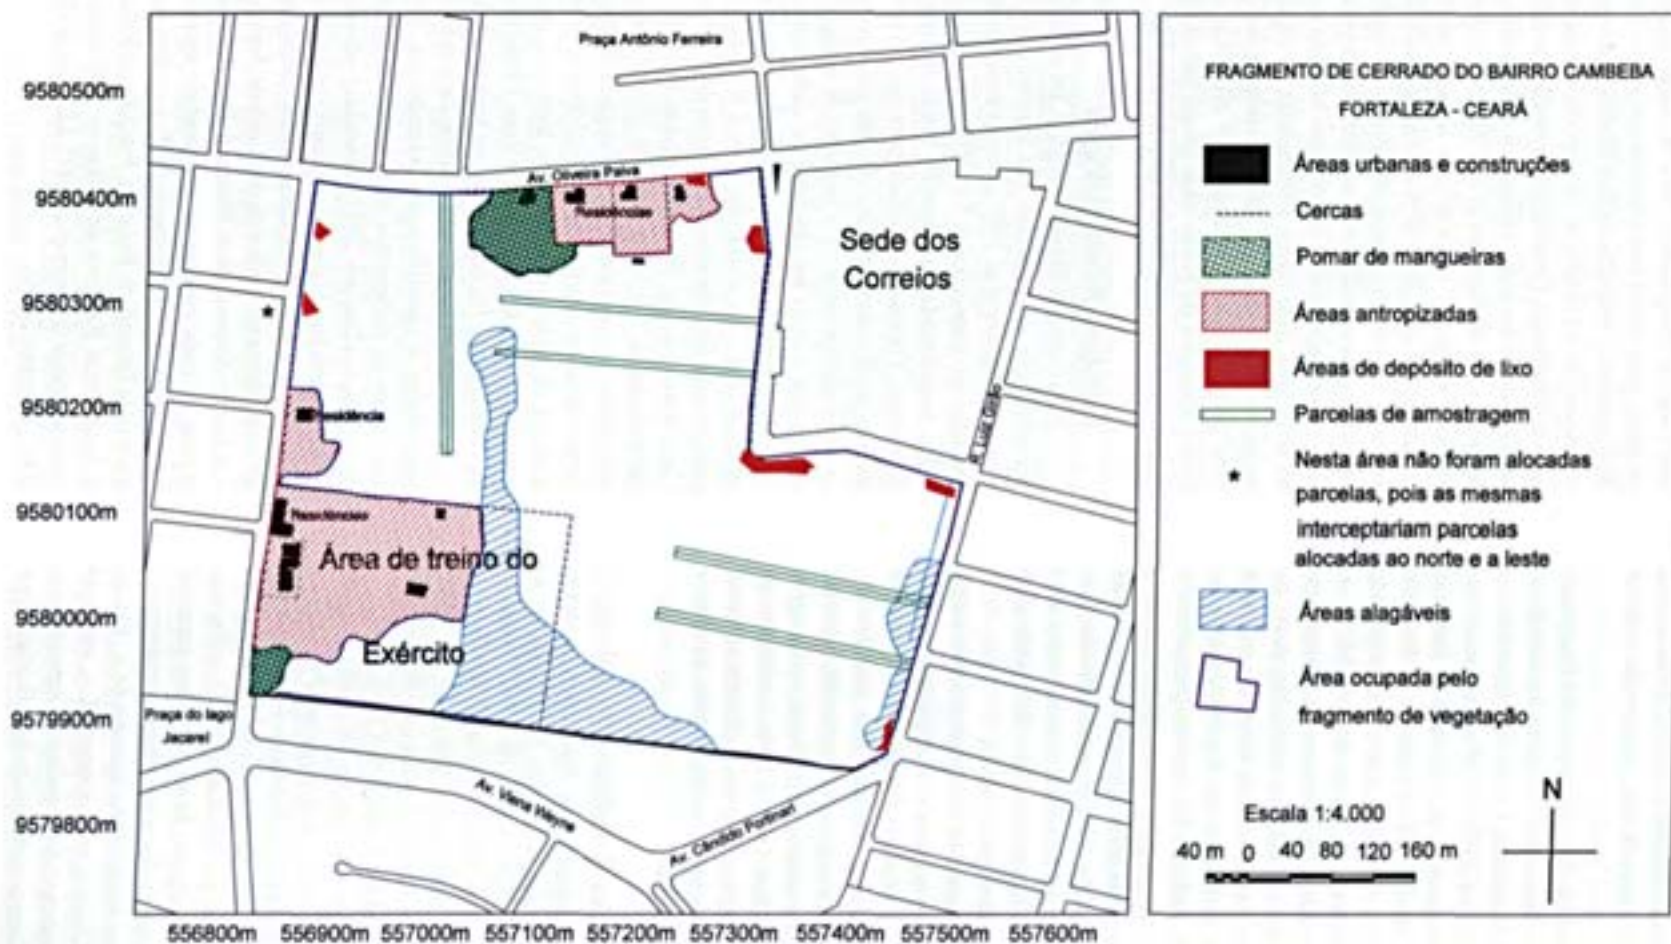 Praça Antônio Ferreira
9580500m
Av. Oliveira Paiva
9580400m
Residências
Sede dos
Correios
9580300m
9580200m
Residência
R. Luiz Girão
9580100m
Residências
Área de treino do
9580000m
Exército
9579900m
Praça do lago
Jacareí
Av. Viena Wayne
Av. Cândido Portinari
9579800m
556800m 556900m 557000m 557100m 557200m 557300m 557400m 557500m 557600m
FRAGMENTO DE CERRADO DO BAIRRO CAMBEBA
FORTALEZA - CEARÁ
Áreas urbanas e construções
Cercas
Pomar de mangueiras
Áreas antropizadas
Áreas de depósito de lixo
Parcelas de amostragem
Nesta área não foram alocadas
parcelas, pois as mesmas
interceptariam parcelas
alocadas ao norte e a leste
Áreas alagáveis
Área ocupada pelo
fragmento de vegetação
N
Escala 1:4.000
40 m 0 40 80 120 160 m